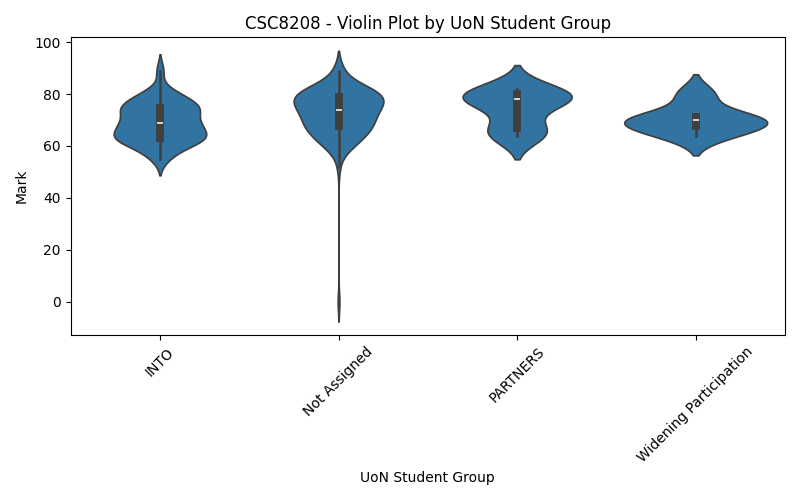 CSC8208 - Violin Plot by UoN Student Group
100
80
60
40
20
0
Mark
INTO
Not Assigned
PARTNERS
Widening Participation
UoN Student Group